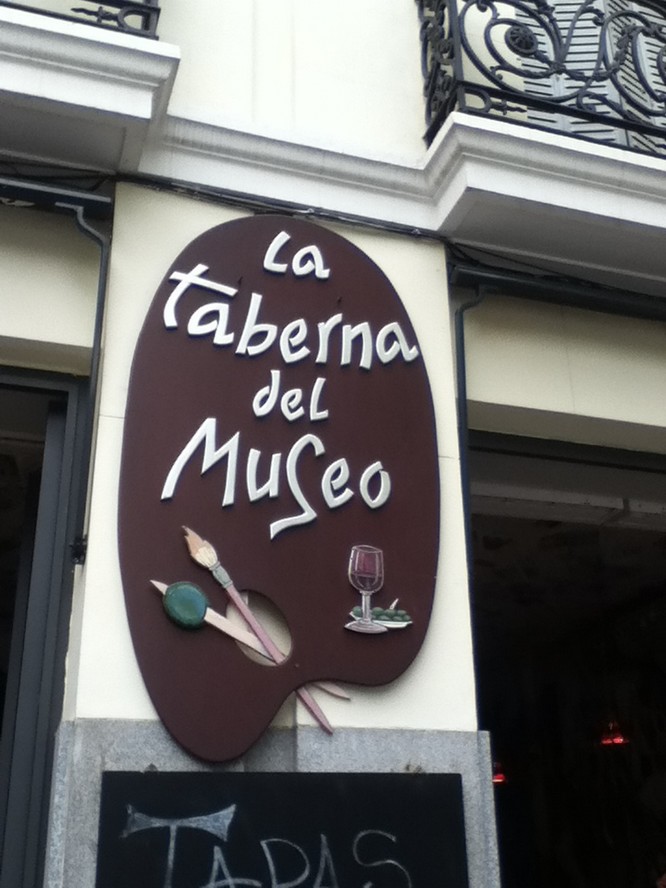 La
Taberna
del
Museo
TAPAS